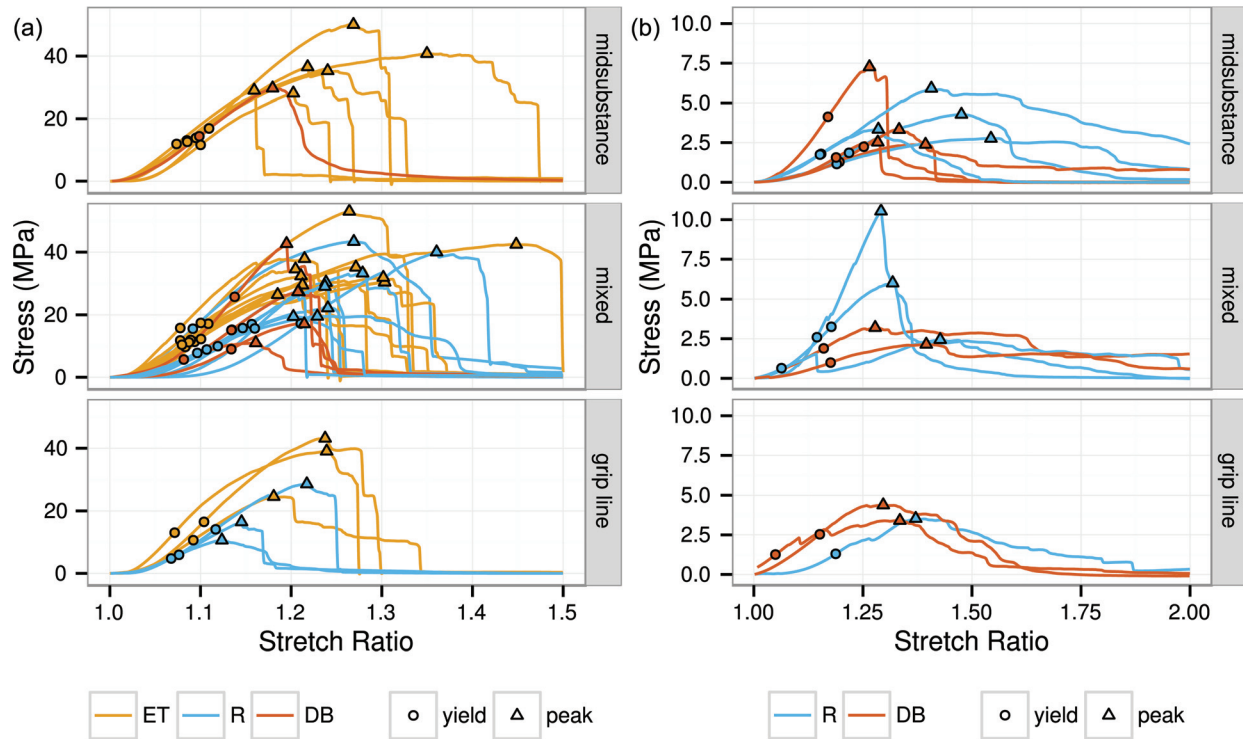 (a)
(b)
Stress (MPa)
Stress (MPa)
40
20
0
midsubstance
40
20
0
mixed
40
20
0
grip line
1.0 1.1 1.2 1.3 1.4 1.5
Stretch Ratio
10.0
7.5
5.0
2.5
0.0
midsubstance
10.0
7.5
5.0
2.5
0.0
mixed
10.0
7.5
5.0
2.5
0.0
grip line
1.00 1.25 1.50 1.75 2.00
Stretch Ratio
ET R DB yield peak
R DB yield peak